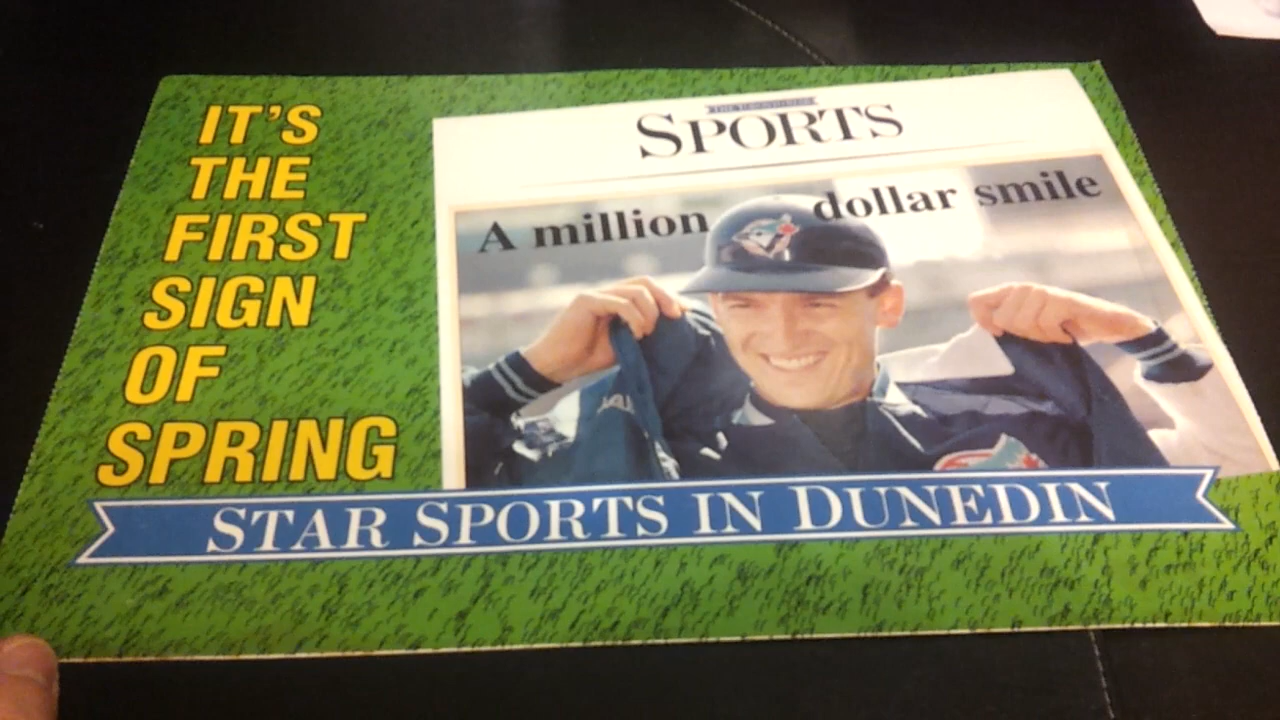 IT'S
THE
FIRST
SIGN
OF
SPRING
SPORTS
A million dollar smile
STAR SPORTS IN DUNEDIN